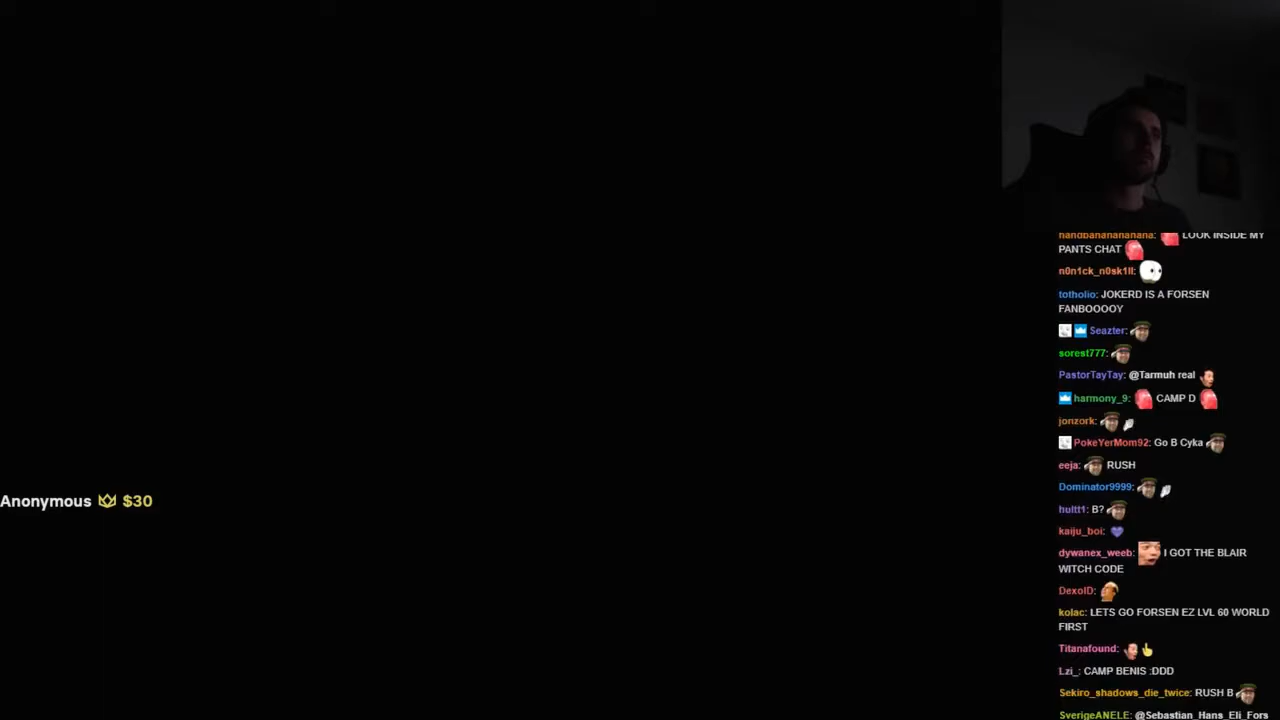 handbanananana: LOOK INSIDE MY
PANTS CHAT
n0n1ck_n0sk1ll:
totholio: JOKERD IS A FORSEN
FANBOOOOY
Seazter:
sorest777:
PastorTayTay: @Tarmuh real
harmony_9: CAMP D
jonzork:
PokeYerMom92: Go B Cyka
eeja: RUSH
Dominator9999:
Anonymous $30
hultt1: B?
kaiju_boi:
dywanex_weeb: I GOT THE BLAIR
WITCH CODE
DexoID:
kolac: LETS GO FORSEN EZ LVL 60 WORLD
FIRST
Titanafound:
Lzi_: CAMP BENIS :DDD
Sekiro_shadows_die_twice: RUSH B
SverigeANELE: @Sebastian_Hans_Eli_Fors